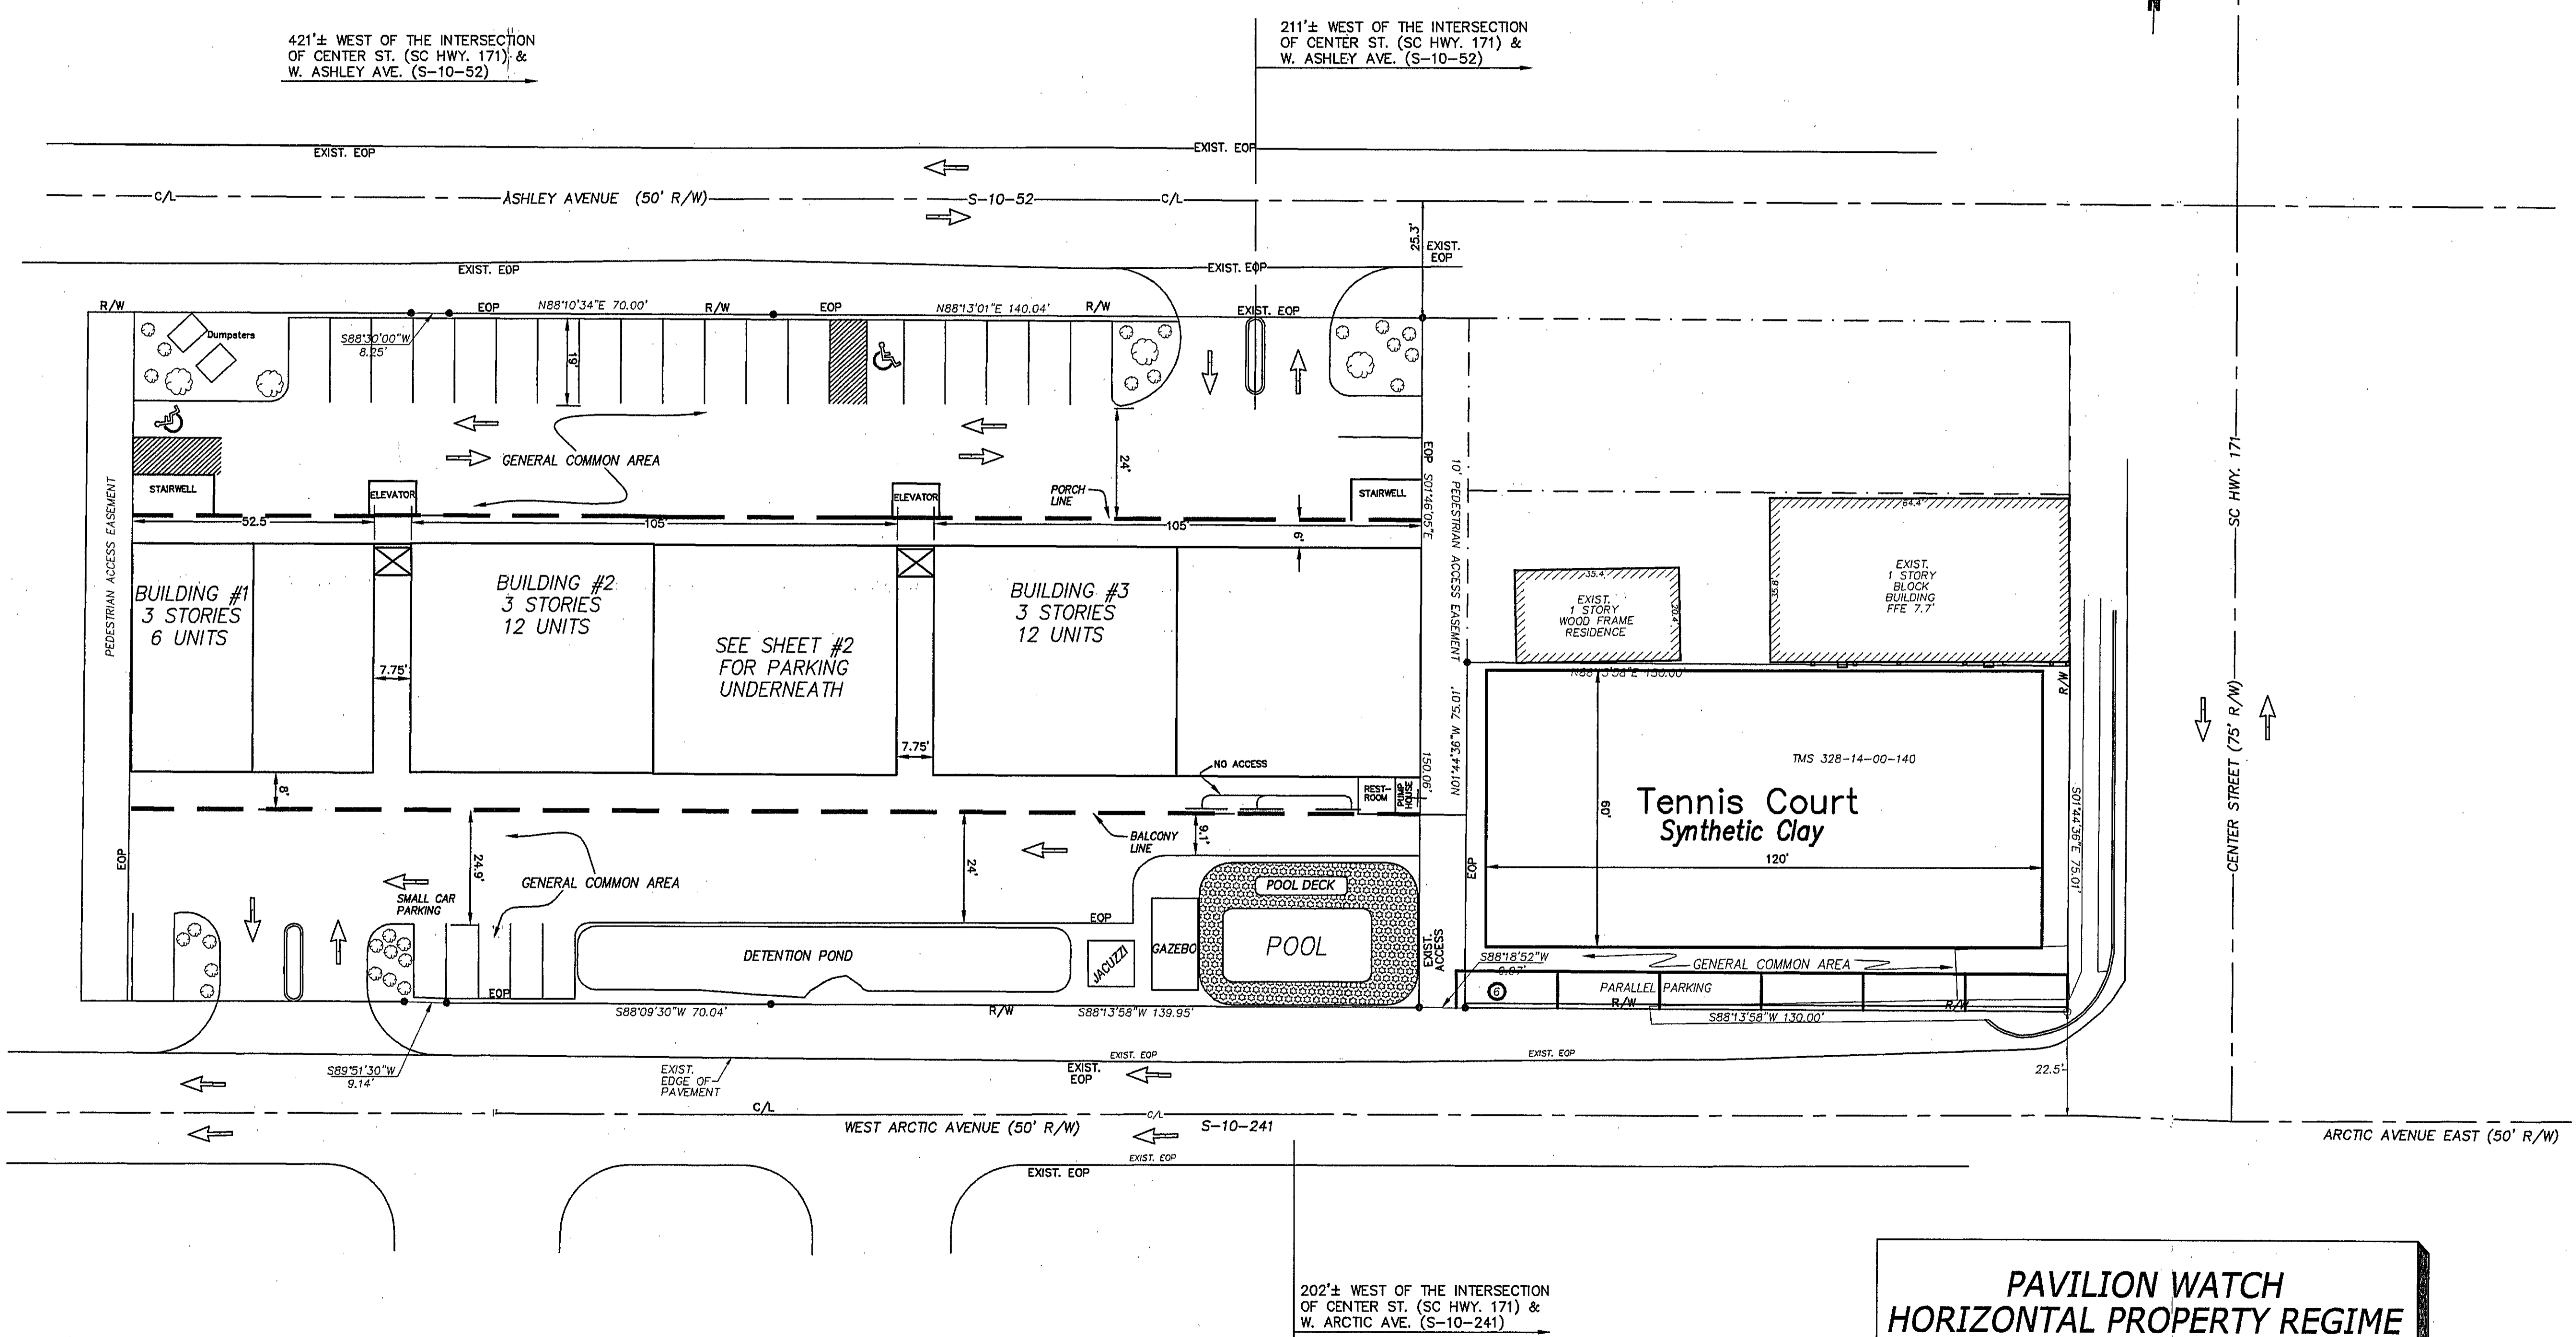 421'± WEST OF THE INTERSECTION
OF CENTER ST. (SC HWY. 171) &
W. ASHLEY AVE. (S-10-52)
211'± WEST OF THE INTERSECTION
OF CENTER ST. (SC HWY. 171) &
W. ASHLEY AVE. (S-10-52)
N
EXIST. EOP
EXIST. EOP
C/L
ASHLEY AVENUE (50' R/W)
S-10-52
C/L
25.3'
EXIST.
EOP
EXIST. EOP
EXIST. EOP
R/W
EOP
N88°10'34"E 70.00'
R/W
EOP
N88°13'01"E 140.04'
R/W
EXIST. EOP
Dumpsters
S88°30'00"W
8.25'
19'
GENERAL COMMON AREA
24'
STAIRWELL
ELEVATOR
ELEVATOR
PORCH
LINE
STAIRWELL
52.5
105
105
6'
EOP
S01°46'05"E
150.06'
10' PEDESTRIAN ACCESS EASEMENT
N01°44'36"W 75.01'
PEDESTRIAN ACCESS EASEMENT
EOP
BUILDING #1
3 STORIES
6 UNITS
BUILDING #2
3 STORIES
12 UNITS
SEE SHEET #2
FOR PARKING
UNDERNEATH
BUILDING #3
3 STORIES
12 UNITS
7.75'
7.75'
64.4'
35.8'
EXIST.
1 STORY
BLOCK
BUILDING
FFE 7.7'
35.4'
20.4'
EXIST.
1 STORY
WOOD FRAME
RESIDENCE
R/W
SC HWY. 171
CENTER STREET (75' R/W)
NO ACCESS
REST-
ROOM
PUMP
HOUSE
8'
BALCONY
LINE
9.1'
24.9'
24'
GENERAL COMMON AREA
SMALL CAR
PARKING
TMS 328-14-00-140
Tennis Court
Synthetic Clay
60'
120'
S01°44'36"E 75.01'
EOP
POOL DECK
POOL
EOP
GAZEBO
JACUZZI
DETENTION POND
EOP
EXIST.
ACCESS
S88°18'52"W
GENERAL COMMON AREA
6
PARALLEL PARKING
R/W
R/W
S88°09'30"W 70.04'
R/W
S88°13'58"W 139.95'
S88°13'58"W 130.00'
S89°51'30"W
9.14'
EXIST.
EDGE OF
PAVEMENT
EXIST. EOP
EXIST.
EOP
EXIST. EOP
22.5'
C/L
C/L
WEST ARCTIC AVENUE (50' R/W)
S-10-241
ARCTIC AVENUE EAST (50' R/W)
EXIST. EOP
EXIST. EOP
202'± WEST OF THE INTERSECTION
OF CENTER ST. (SC HWY. 171) &
W. ARCTIC AVE. (S-10-241)
PAVILION WATCH
HORIZONTAL PROPERTY REGIME